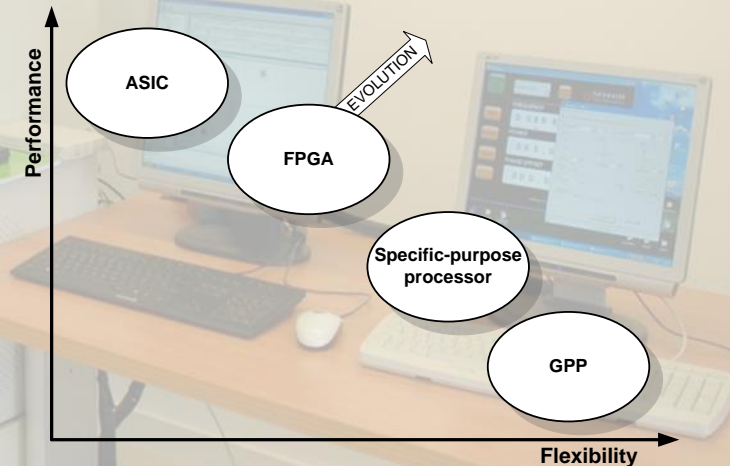 Performance
ASIC
EVOLUTION
FPGA
Specific-purpose
processor
GPP
Flexibility